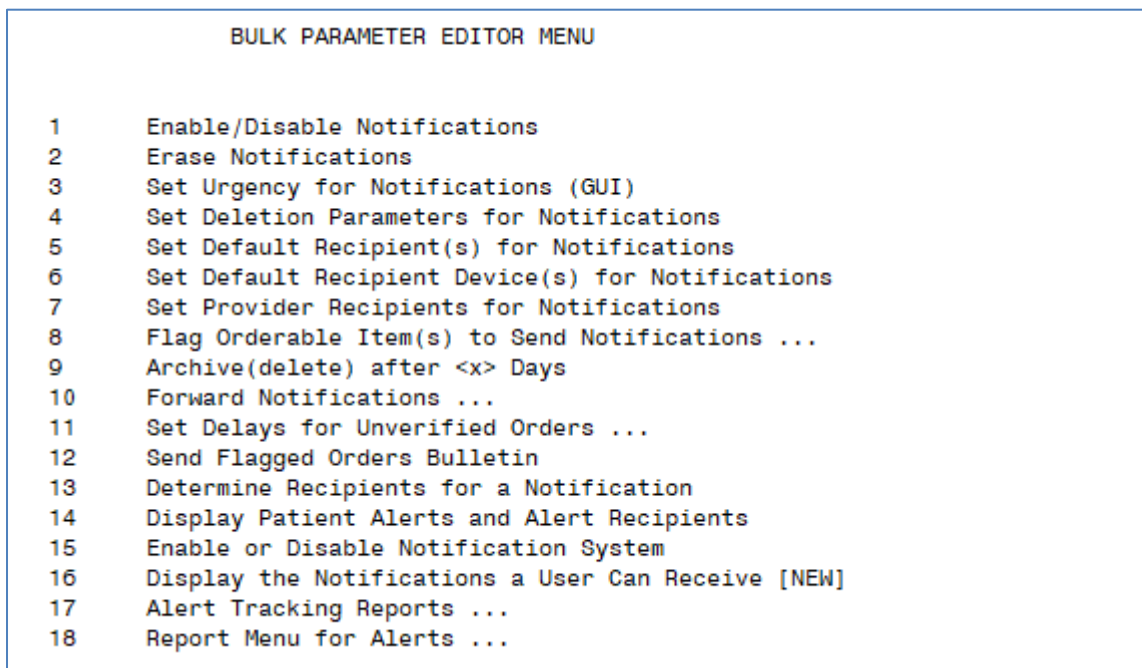 BULK PARAMETER EDITOR MENU
1 Enable/Disable Notifications
2 Erase Notifications
3 Set Urgency for Notifications (GUI)
4 Set Deletion Parameters for Notifications
5 Set Default Recipient(s) for Notifications
6 Set Default Recipient Device(s) for Notifications
7 Set Provider Recipients for Notifications
8 Flag Orderable Item(s) to Send Notifications ...
9 Archive(delete) after <x> Days
10 Forward Notifications ...
11 Set Delays for Unverified Orders ...
12 Send Flagged Orders Bulletin
13 Determine Recipients for a Notification
14 Display Patient Alerts and Alert Recipients
15 Enable or Disable Notification System
16 Display the Notifications a User Can Receive [NEW]
17 Alert Tracking Reports ...
18 Report Menu for Alerts ...